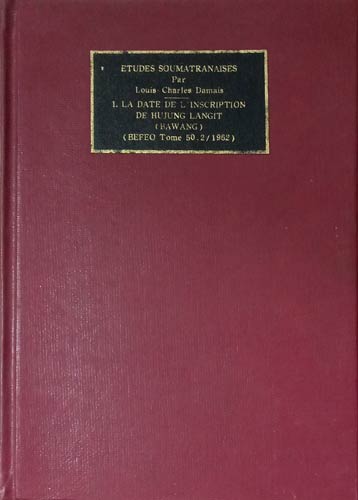 ETUDES SOUMATRANAISES
Par
Louis-Charles Damais
1. LA DATE DE L'INSCRIPTION
DE HUJUNG LANGIT
(BAWANG)
(BEFEO Tome 50.2/1962)